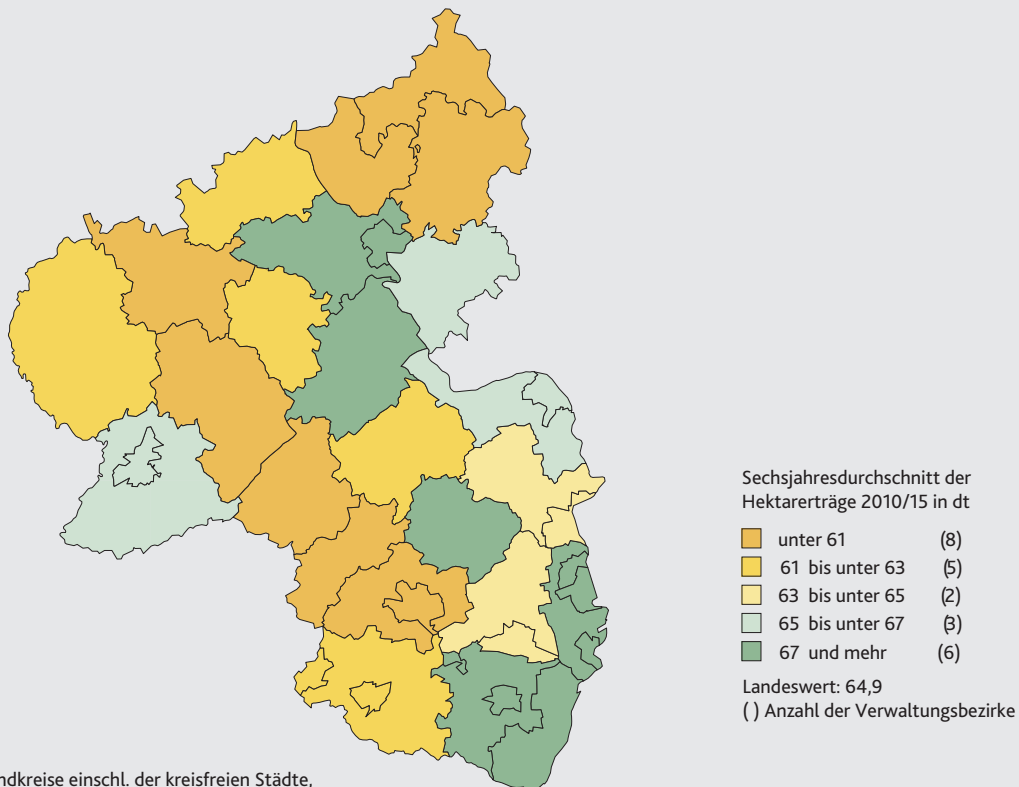 Sechsjahresdurchschnitt der
Hektarerträge 2010/15 in dt
unter 61 (8)
61 bis unter 63 (5)
63 bis unter 65 (2)
65 bis unter 67 (3)
67 und mehr (6)
Landeswert: 64,9
( ) Anzahl der Verwaltungsbezirke
einschl. der kreisfreien Städte,